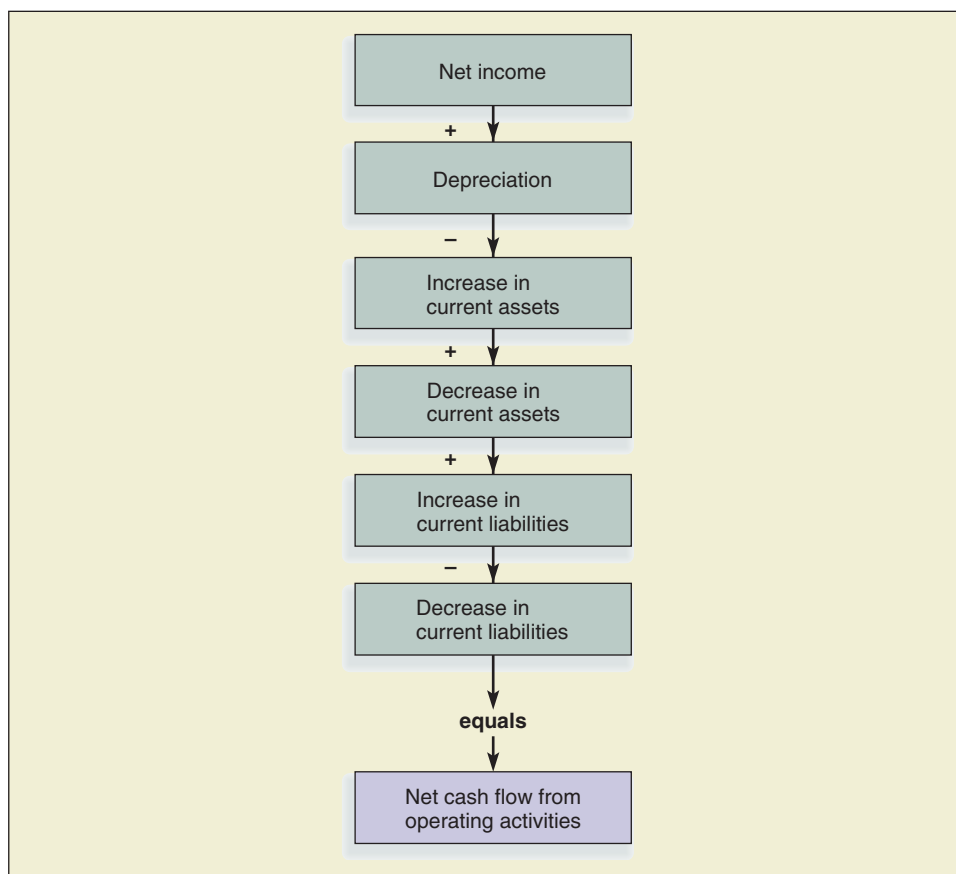 Net income
+
Depreciation
–
Increase in
current assets
+
Decrease in
current assets
+
Increase in
current liabilities
–
Decrease in
current liabilities
equals
Net cash flow from
operating activities